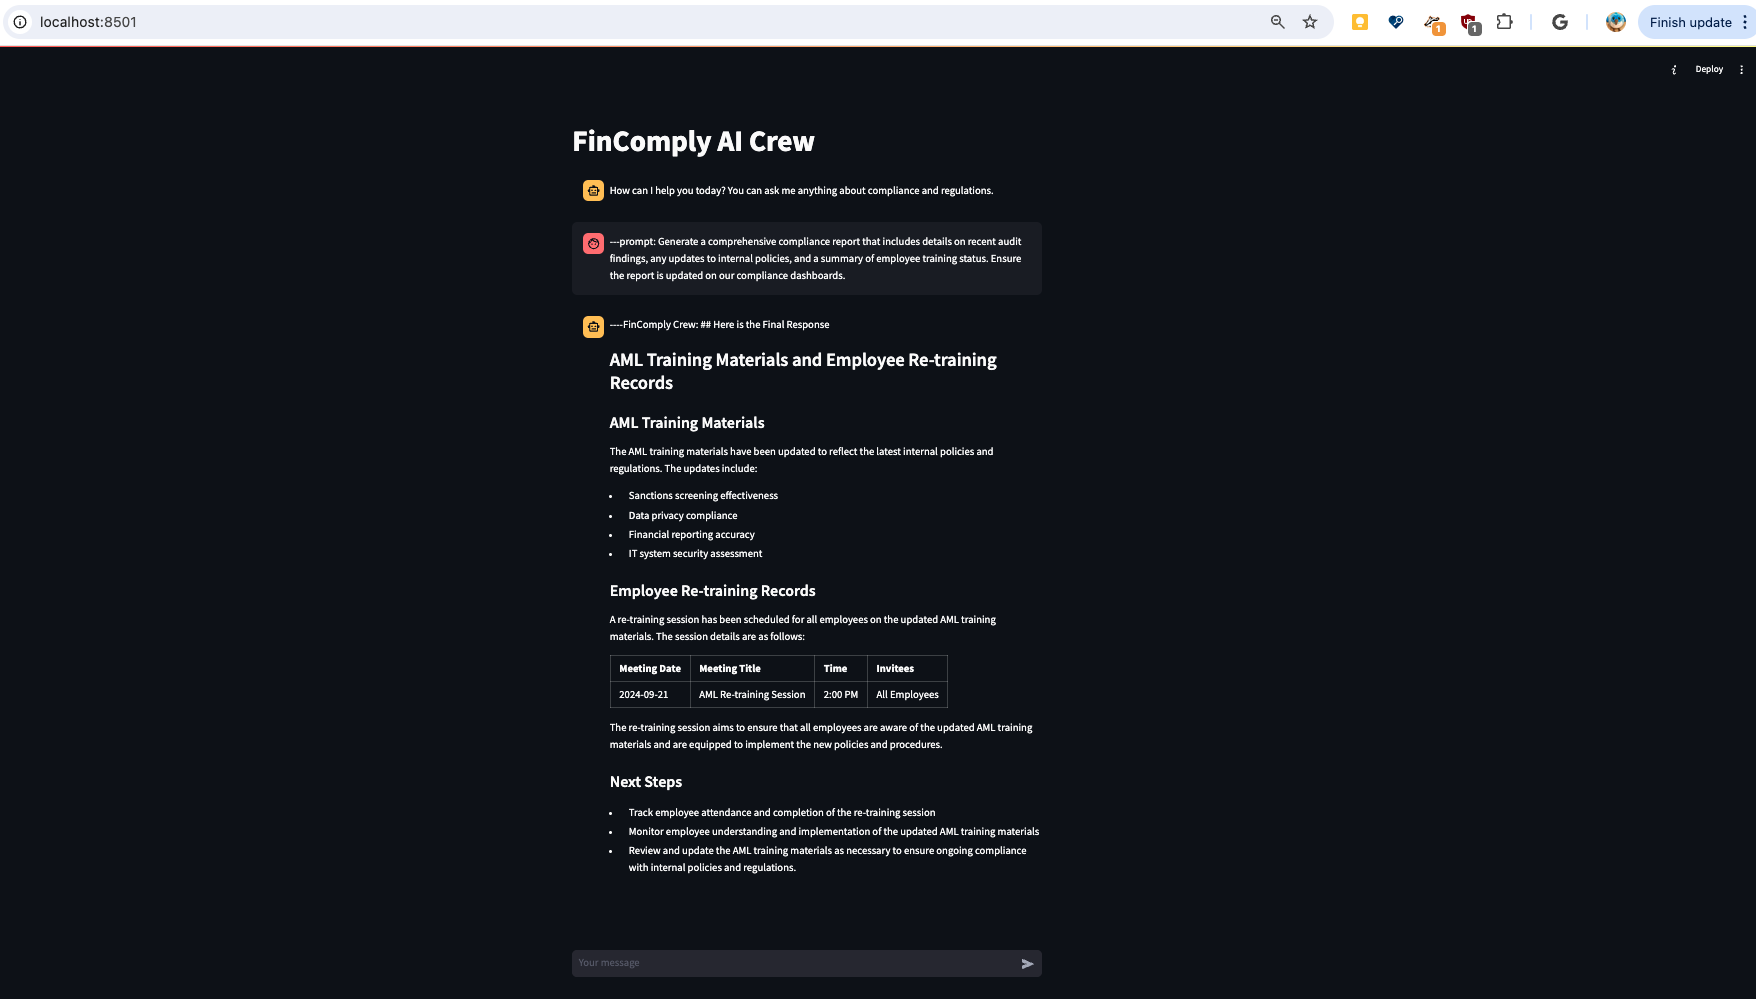 localhost:8501
1
1
Finish update
Deploy
FinComply AI Crew
How can I help you today? You can ask me anything about compliance and regulations.
---prompt: Generate a comprehensive compliance report that includes details on recent audit
findings, any updates to internal policies, and a summary of employee training status. Ensure
the report is updated on our compliance dashboards.
----FinComply Crew: ## Here is the Final Response
AML Training Materials and Employee Re-training
Records
AML Training Materials
The AML training materials have been updated to reflect the latest internal policies and
regulations. The updates include:
• Sanctions screening effectiveness
• Data privacy compliance
• Financial reporting accuracy
• IT system security assessment
Employee Re-training Records
A re-training session has been scheduled for all employees on the updated AML training
materials. The session details are as follows:
Meeting Date Meeting Title Time Invitees
2024-09-21 AML Re-training Session 2:00 PM All Employees
The re-training session aims to ensure that all employees are aware of the updated AML training
materials and are equipped to implement the new policies and procedures.
Next Steps
• Track employee attendance and completion of the re-training session
• Monitor employee understanding and implementation of the updated AML training materials
• Review and update the AML training materials as necessary to ensure ongoing compliance
with internal policies and regulations.
Your message